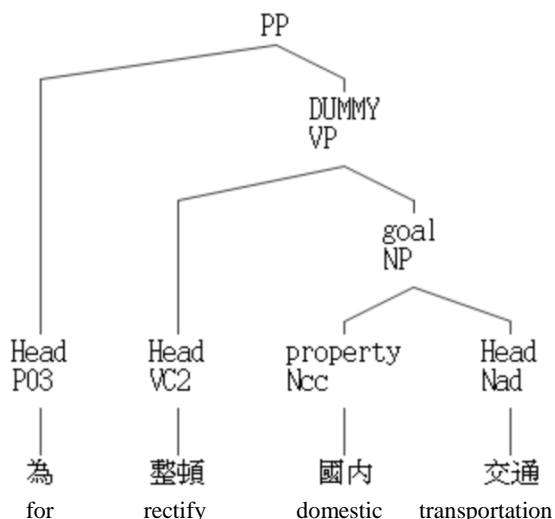 PP
DUMMY
VP
goal
NP
Head Head property Head
P03 VC2 Ncc Nad
為 整頓 國內 交通
for rectify domestic transportation